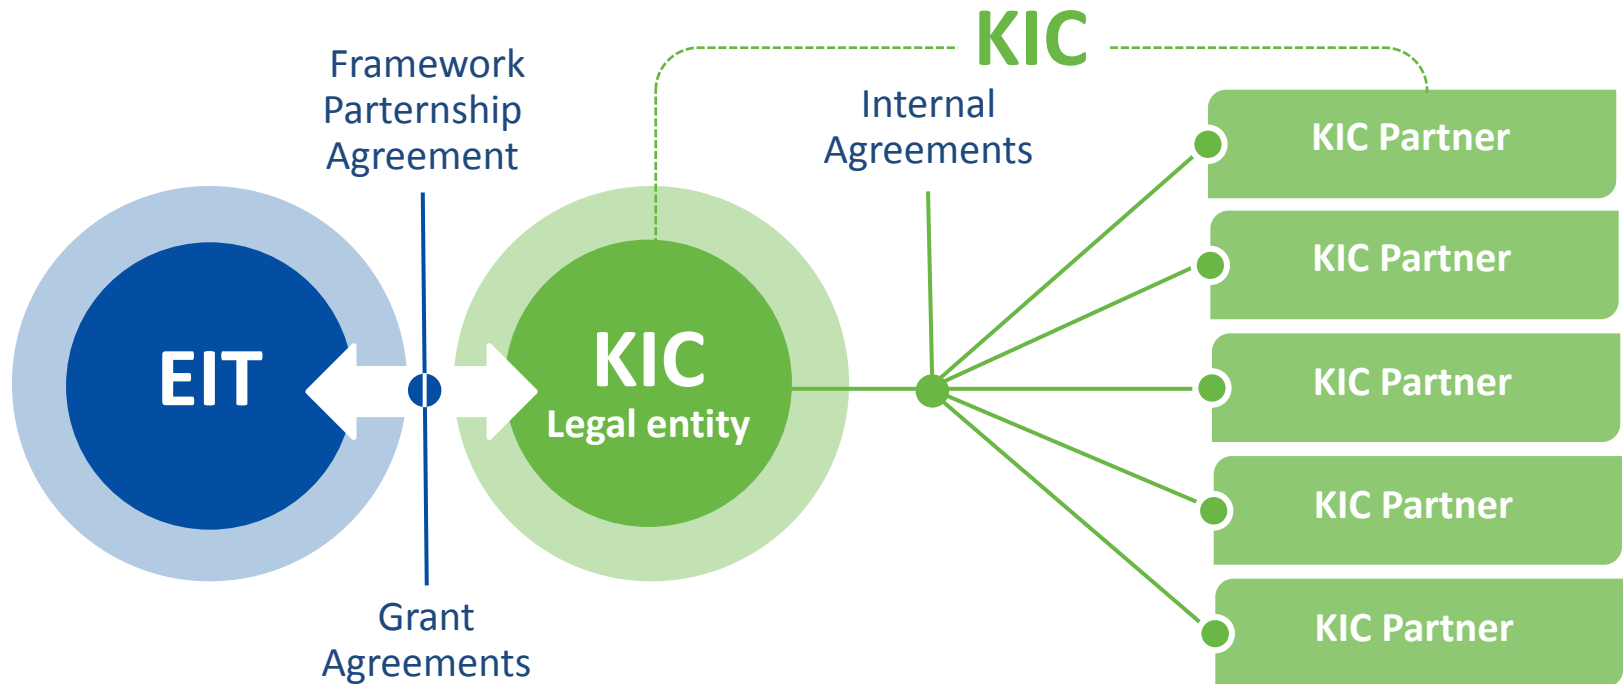 KIC
Framework
Parternship
Agreement
Internal
Agreements
EIT
KIC
Legal entity
Grant
Agreements
KIC Partner
KIC Partner
KIC Partner
KIC Partner
KIC Partner